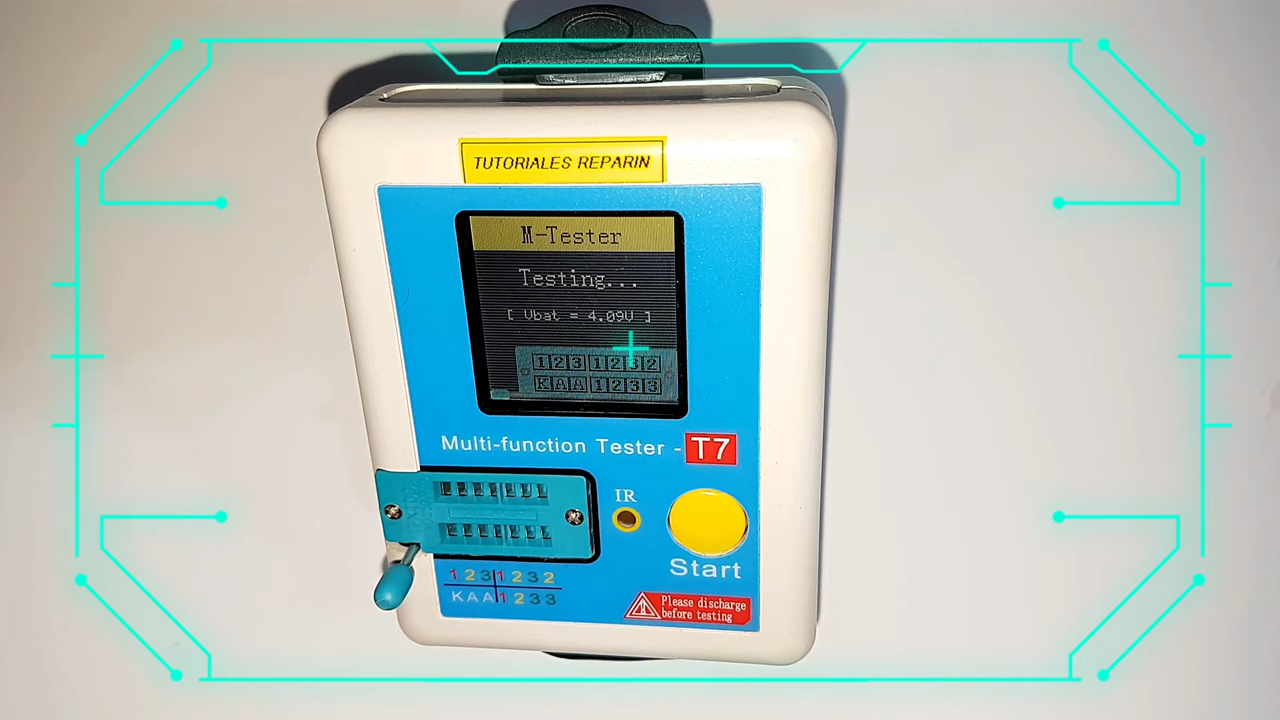 TUTORIALES REPARIN
M-Tester
Testing...
[ Vbat = 4.09V ]
1 2 3 1 2 3 2
K A A 1 2 3 3
Multi-function Tester - T7
IR
Start
1 2 3 1 2 3 2
K A A 1 2 3 3
Please discharge
before testing